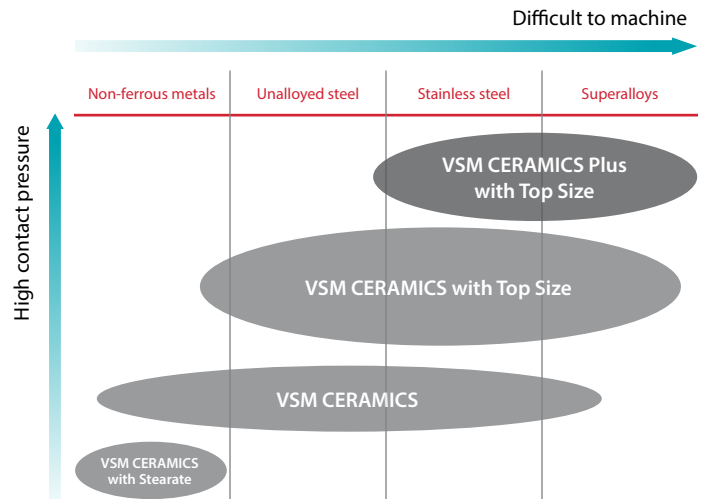 Difficult to machine
Non-ferrous metals
Unalloyed steel
Stainless steel
Superalloys
High contact pressure
VSM CERAMICS Plus
with Top Size
VSM CERAMICS with Top Size
VSM CERAMICS
VSM CERAMICS
with Stearate